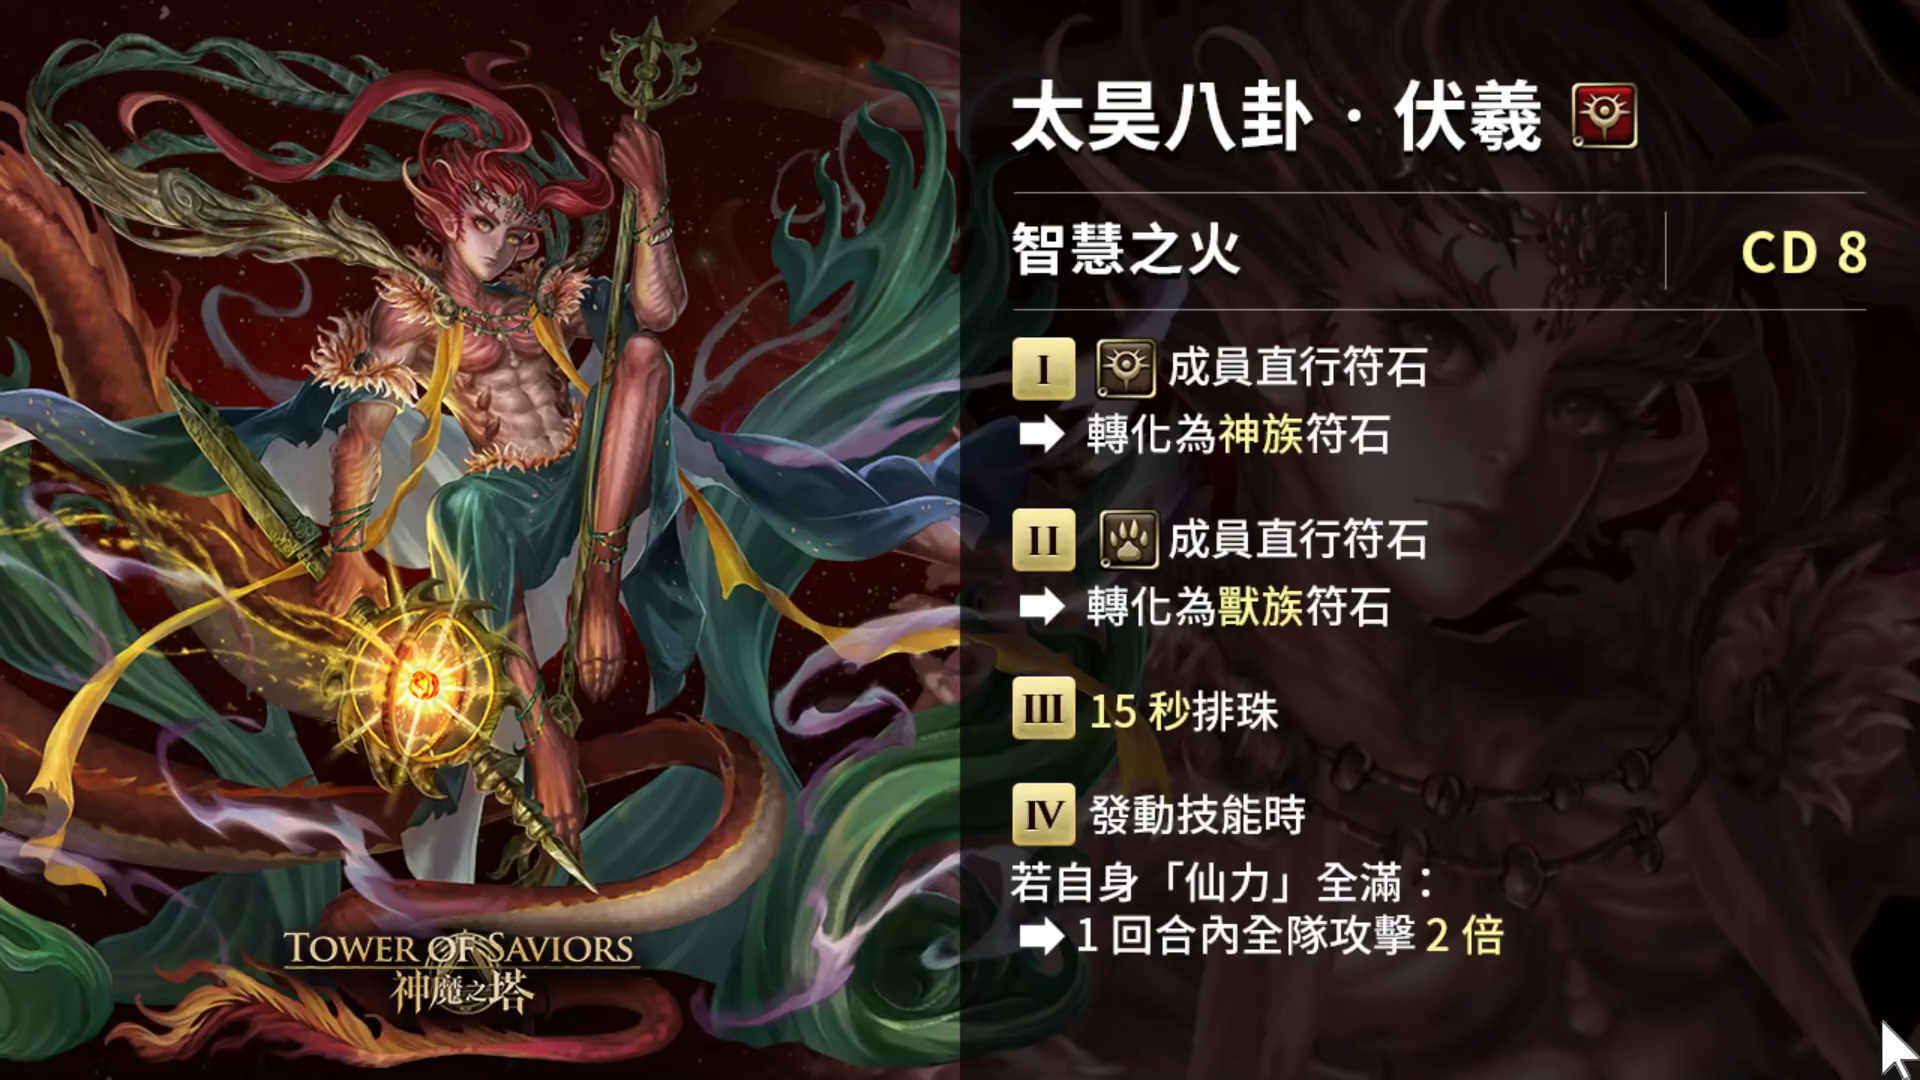 太昊八卦・伏羲
智慧之火
CD 8
I 成員直行符石
轉化為神族符石
II 成員直行符石
轉化為獸族符石
III 15 秒排珠
IV 發動技能時
若自身「仙力」全滿：
1 回合內全隊攻擊 2 倍
TOWER OF SAVIORS
神魔之塔